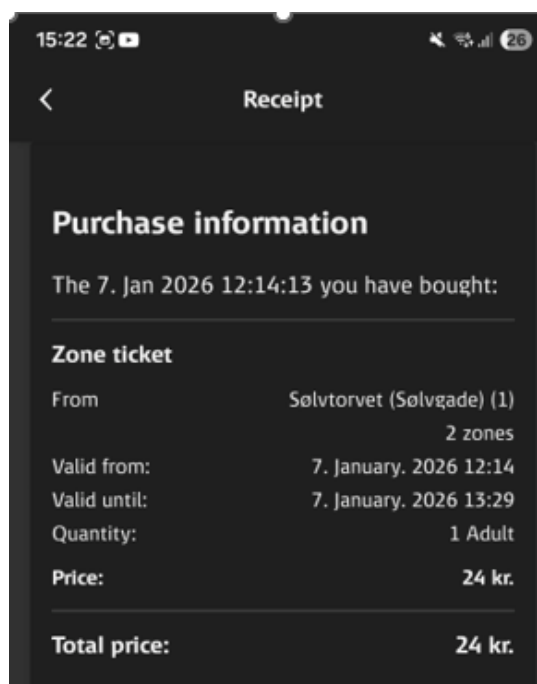 15:22 26
Receipt
Purchase information
The 7. Jan 2026 12:14:13 you have bought:
Zone ticket
From Sølvtorvet (Sølvgade) (1)
2 zones
Valid from: 7. January. 2026 12:14
Valid until: 7. January. 2026 13:29
Quantity: 1 Adult
Price: 24 kr.
Total price: 24 kr.